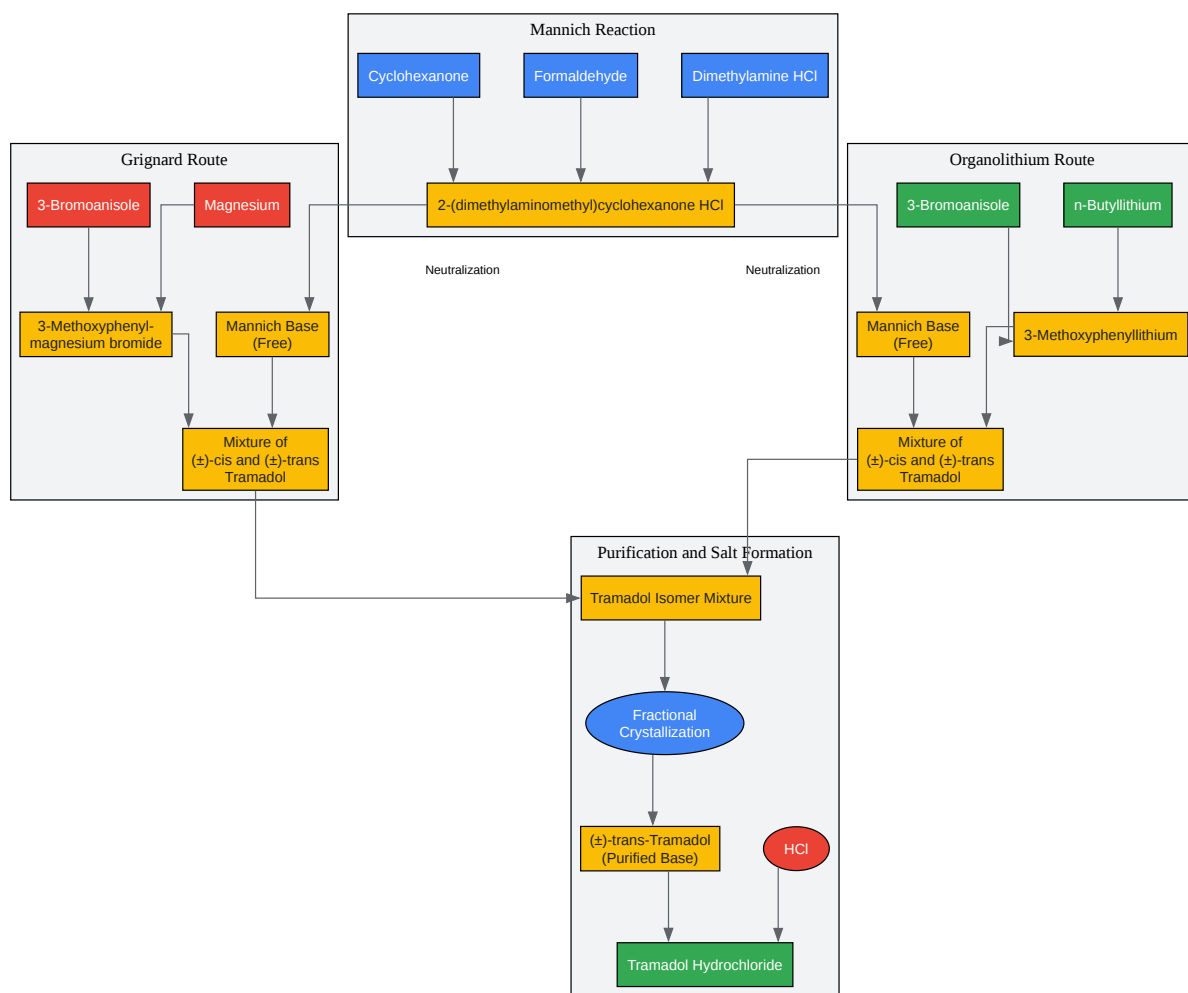 Mannich Reaction
Cyclohexanone
Formaldehyde
Dimethylamine HCl
2-(dimethylaminomethyl)cyclohexanone HCl
Grignard Route
3-Bromoanisole
Magnesium
3-Methoxyphenyl-
magnesium bromide
Mannich Base
(Free)
Mixture of
(±)-cis and (±)-trans
Tramadol
Neutralization
Neutralization
Organolithium Route
3-Bromoanisole
n-Butyllithium
Mannich Base
(Free)
3-Methoxyphenyllithium
Mixture of
(±)-cis and (±)-trans
Tramadol
Purification and Salt Formation
Tramadol Isomer Mixture
Fractional
Crystallization
(±)-trans-Tramadol
(Purified Base)
HCl
Tramadol Hydrochloride